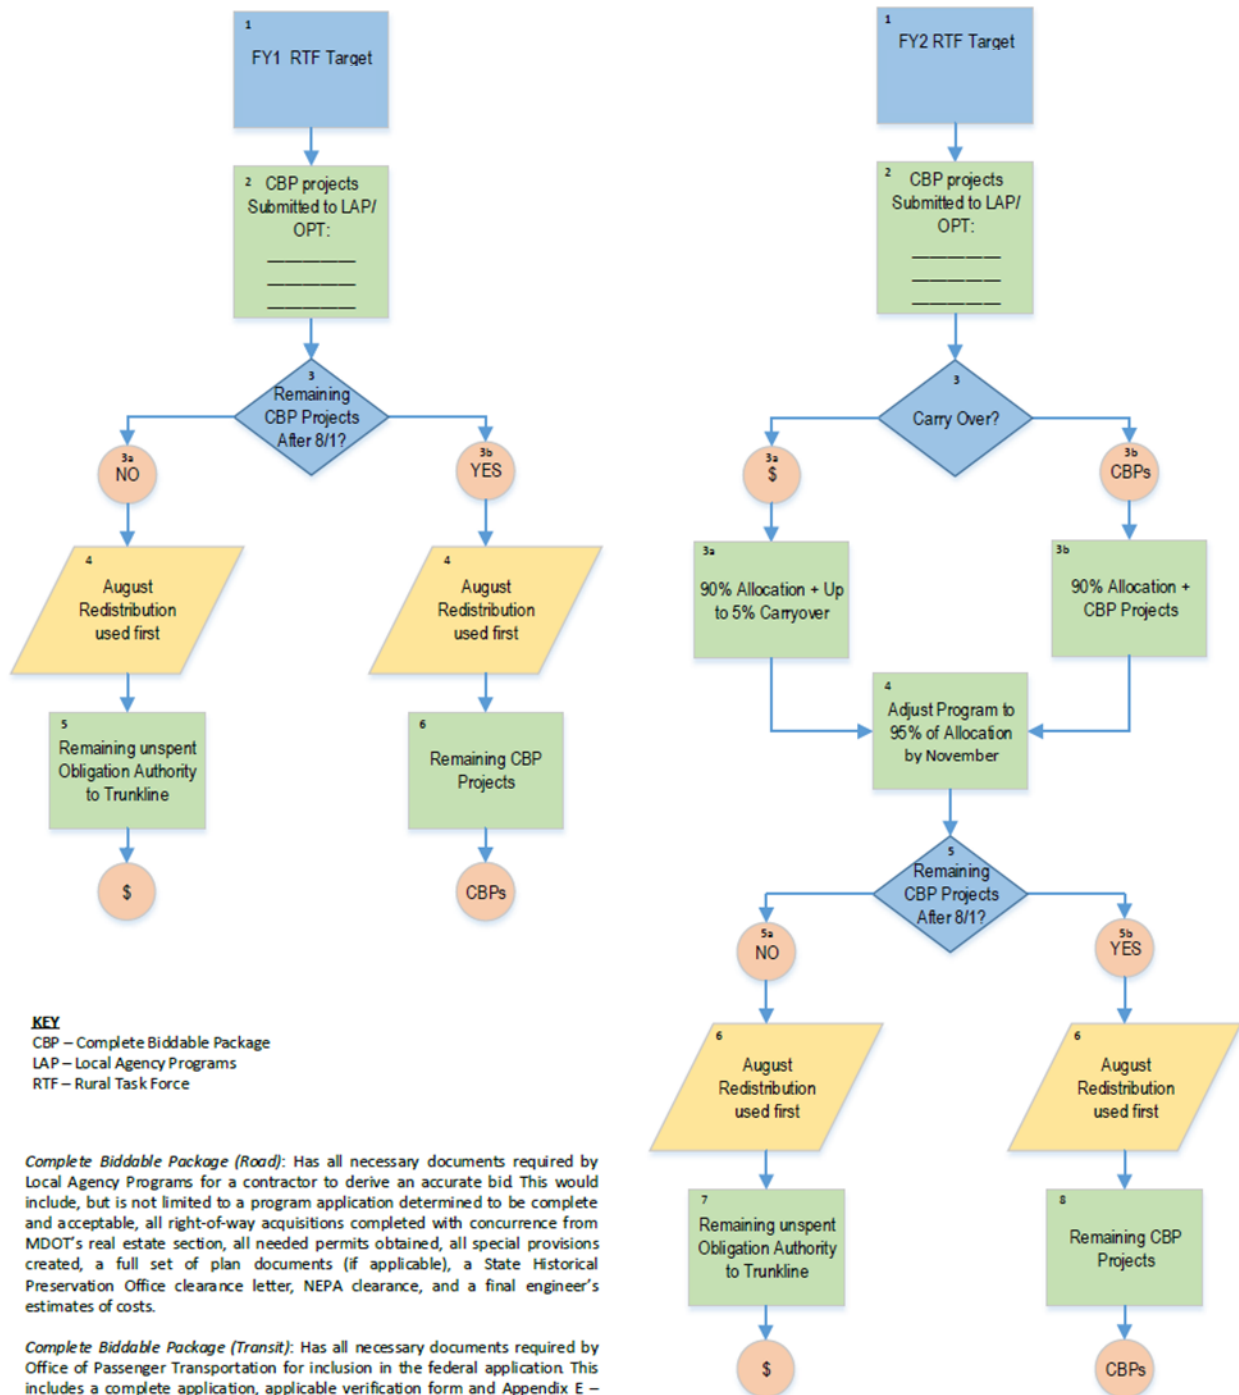 1
FY1 RTF Target
2
CBP projects
Submitted to LAP/
OPT:
_______________
_______________
_______________
3
Remaining
CBP Projects
After 8/1?
3a
NO
3b
YES
4
August
Redistribution
used first
4
August
Redistribution
used first
5
Remaining unspent
Obligation Authority
to Trunkline
6
Remaining CBP
Projects
$
CBPs
KEY
CBP – Complete Biddable Package
LAP – Local Agency Programs
RTF – Rural Task Force
Complete Biddable Package (Road): Has all necessary documents required by
Local Agency Programs for a contractor to derive an accurate bid. This would
include, but is not limited to a program application determined to be complete
and acceptable, all right-of-way acquisitions completed with concurrence from
MDOT's real estate section, all needed permits obtained, all special provisions
created, a full set of plan documents (if applicable), a State Historical
Preservation Office clearance letter, NEPA clearance, and a final engineer's
estimates of costs.
Complete Biddable Package (Transit): Has all necessary documents required by
Office of Passenger Transportation for inclusion in the federal application. This
includes a complete application, applicable verification form and Appendix E –
1
FY2 RTF Target
2
CBP projects
Submitted to LAP/
OPT:
_______________
_______________
_______________
3
Carry Over?
3a
$
3b
CBPs
3a
90% Allocation + Up
to 5% Carryover
3b
90% Allocation +
CBP Projects
4
Adjust Program to
95% of Allocation
by November
5
Remaining
CBP Projects
After 8/1?
5a
NO
5b
YES
6
August
Redistribution
used first
6
August
Redistribution
used first
7
Remaining unspent
Obligation Authority
to Trunkline
8
Remaining CBP
Projects
$
CBPs